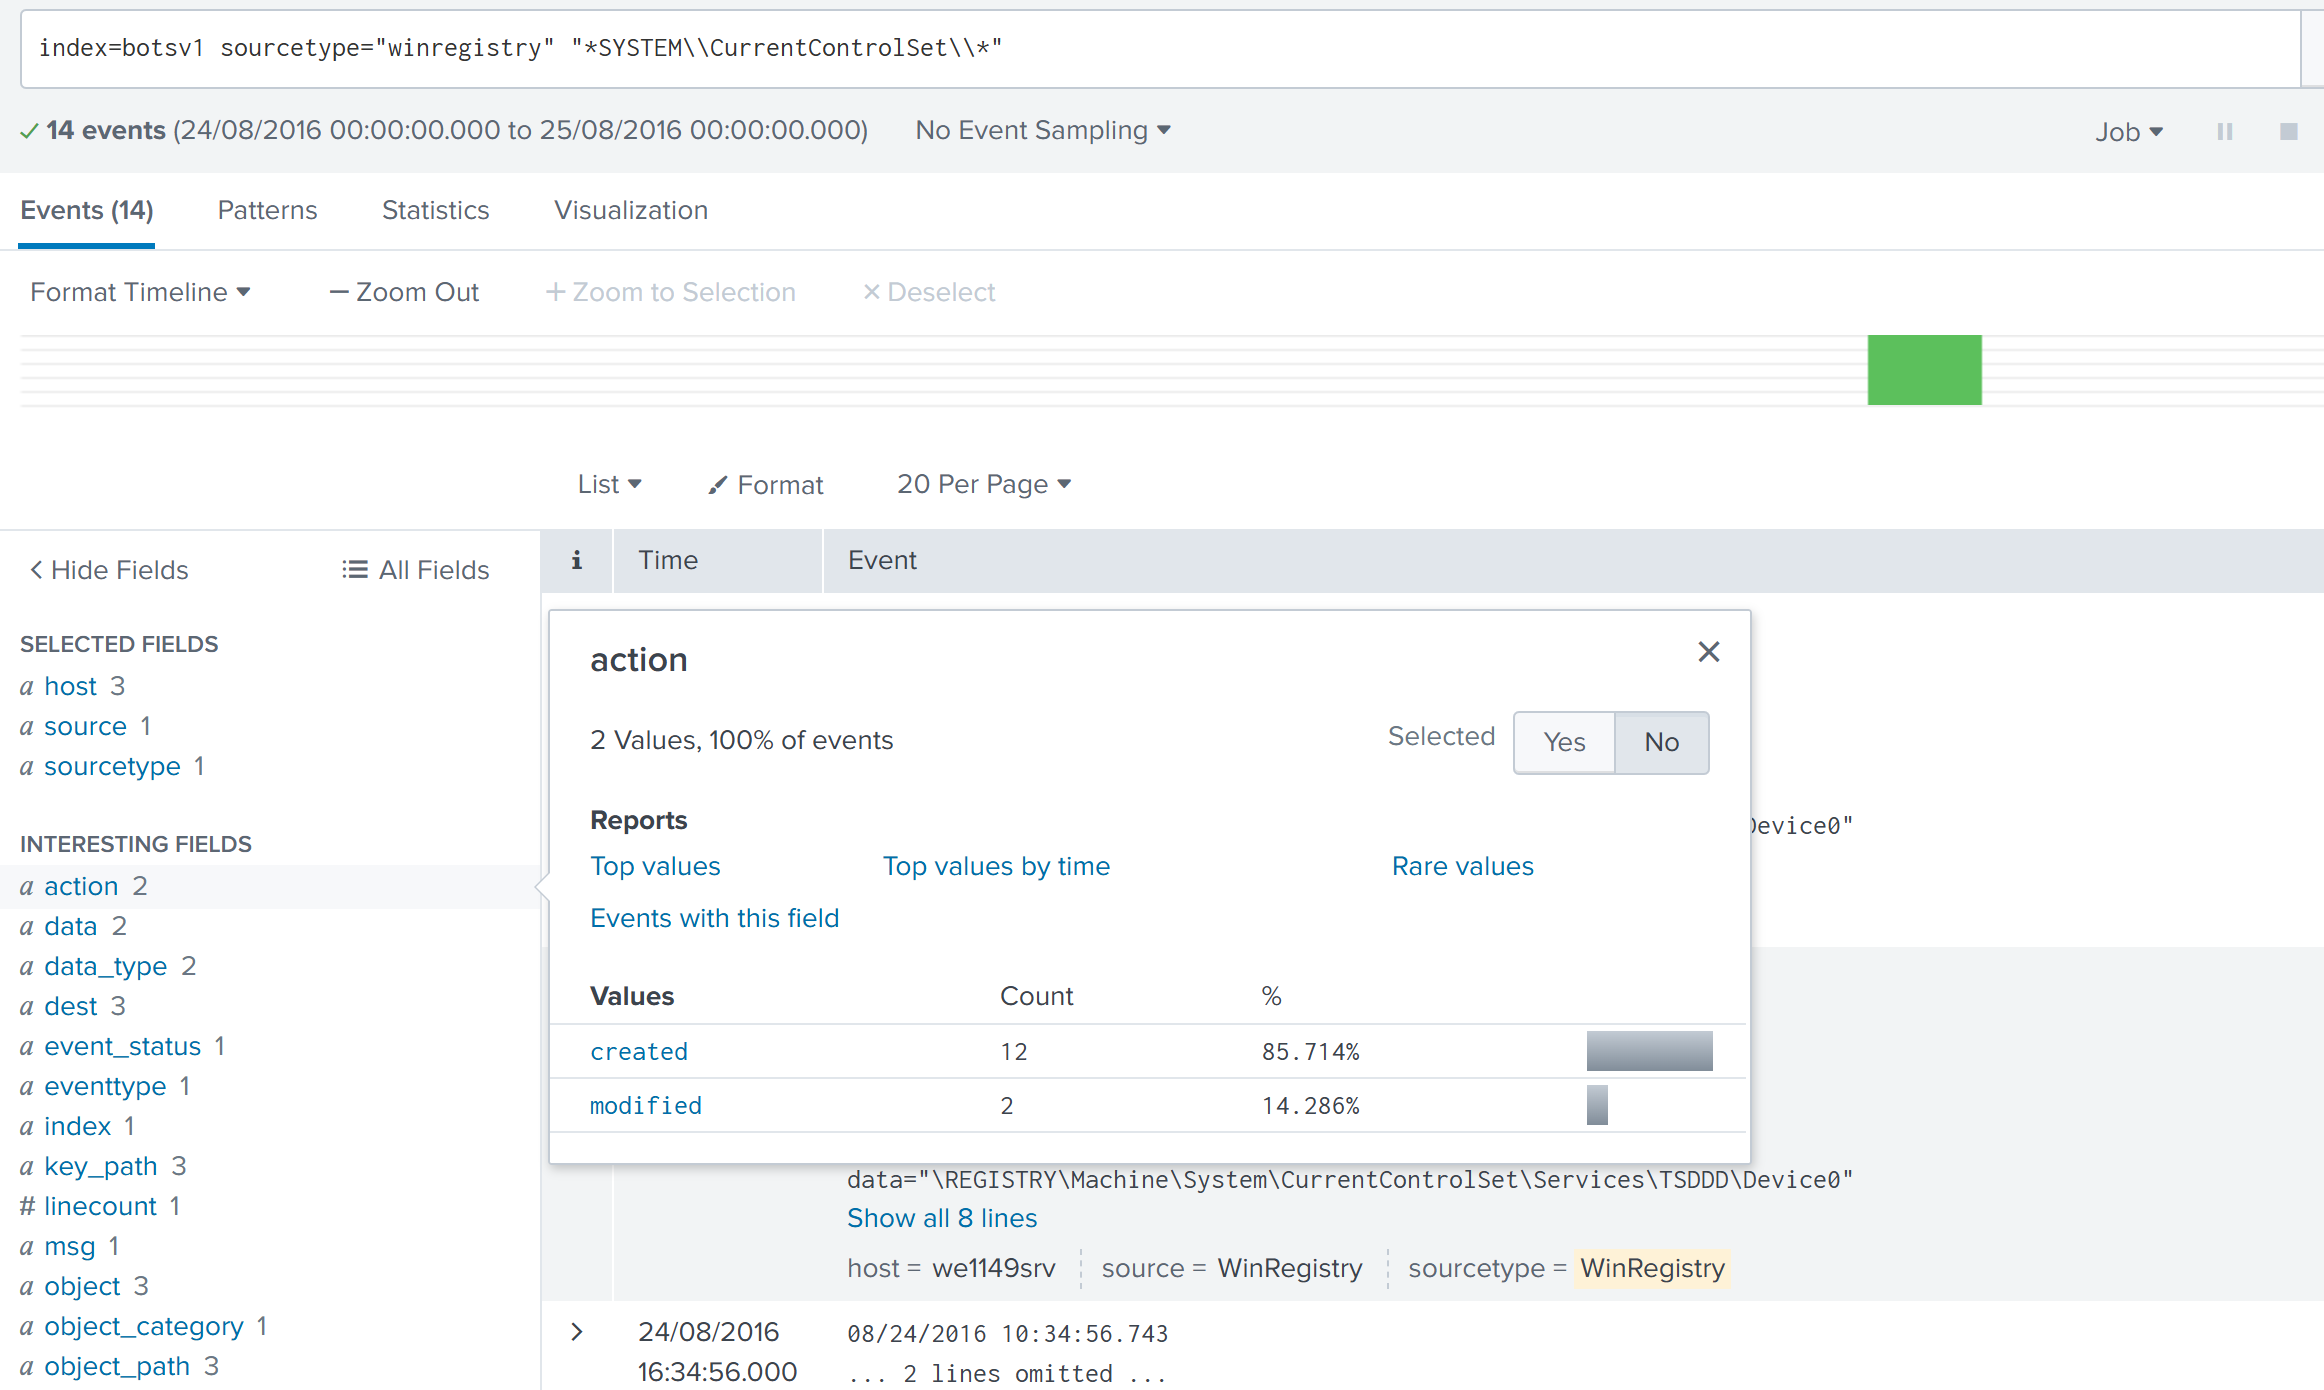 index=botsv1 sourcetype="winregistry" "*SYSTEM\\CurrentControlSet\\*"
✓ 14 events (24/08/2016 00:00:00.000 to 25/08/2016 00:00:00.000) No Event Sampling Job
Events (14) Patterns Statistics Visualization
Format Timeline — Zoom Out + Zoom to Selection × Deselect
List Format 20 Per Page
< Hide Fields All Fields
i Time Event
SELECTED FIELDS
a host 3
a source 1
a sourcetype 1
INTERESTING FIELDS
a action 2
a data 2
a data_type 2
a dest 3
a event_status 1
a eventtype 1
a index 1
a key_path 3
# linecount 1
a msg 1
a object 3
a object_category 1
a object_path 3
action
2 Values, 100% of events Selected Yes No
Reports
Top values Top values by time Rare values
Events with this field
Values Count %
created 12 85.714%
modified 2 14.286%
evice0"
data="\REGISTRY\Machine\System\CurrentControlSet\Services\TSDDD\Device0"
Show all 8 lines
host = we1149srv source = WinRegistry sourcetype = WinRegistry
> 24/08/2016 08/24/2016 10:34:56.743
16:34:56.000 ... 2 lines omitted ...